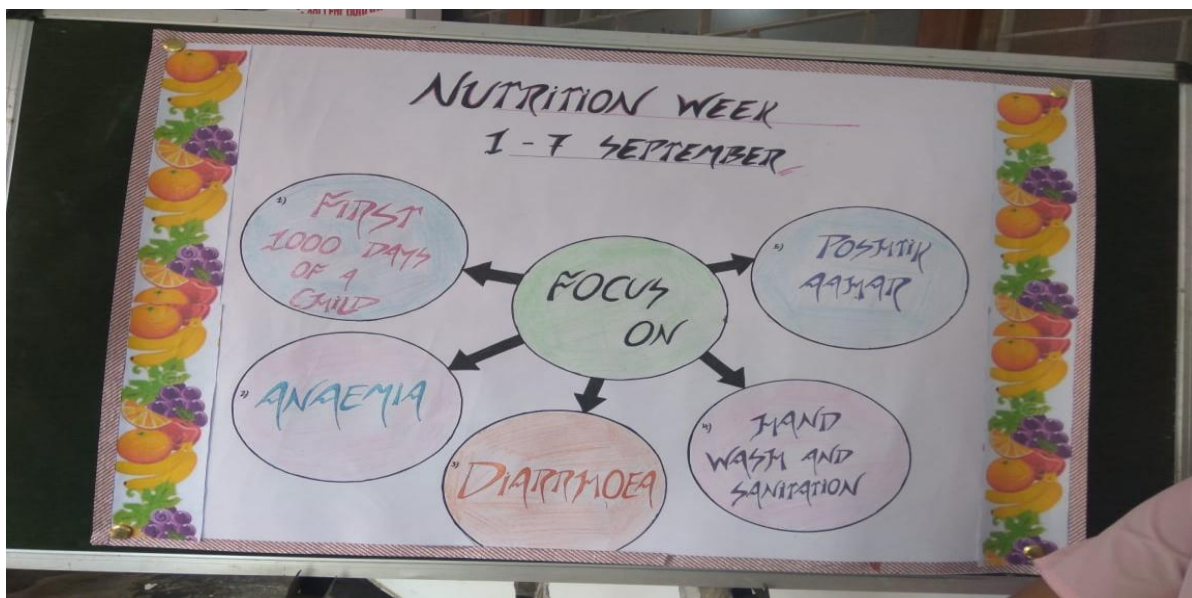 NUTRITION WEEK
1 - 7 SEPTEMBER
FOCUS
ON
1) FIRST
1000 DAYS
OF A
CHILD
2) ANAEMIA
3) DIARRHOEA
4) HAND
WASH AND
SANITATION
5) POSHTIK
AAHAR